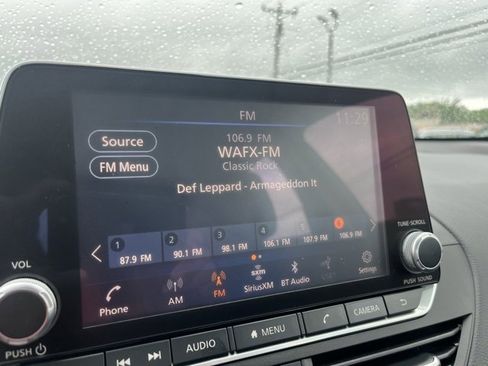 FM
11:29
Source
106.9 FM
WAFX-FM
FM Menu
Classic Rock
Def Leppard - Armageddon It
1 2 3 4 5 6
87.9 FM 90.1 FM 98.1 FM 106.1 FM 107.9 FM 106.9 FM
Phone AM FM SiriusXM BT Audio Settings
sxm
VOL
PUSH
TUNE·SCROLL
PUSH SOUND
AUDIO MENU CAMERA